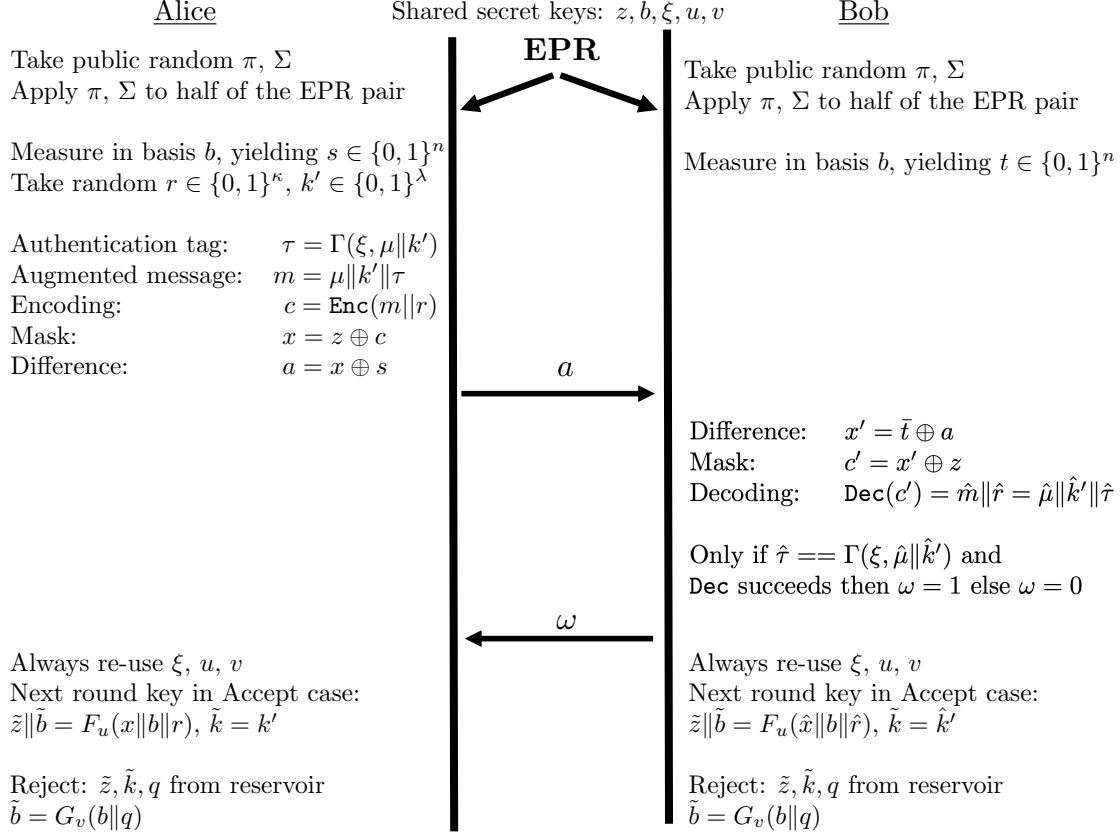 Alice
Shared secret keys: z, b, ξ, u, v
Bob
EPR
Take public random π, Σ
Apply π, Σ to half of the EPR pair
Measure in basis b, yielding s ∈ {0, 1}^n
Take random r ∈ {0, 1}^κ, k′ ∈ {0, 1}^λ
Authentication tag: τ = Γ(ξ, μ∥k′)
Augmented message: m = μ∥k′∥τ
Encoding: c = Enc(m||r)
Mask: x = z ⊕ c
Difference: a = x ⊕ s
Take public random π, Σ
Apply π, Σ to half of the EPR pair
Measure in basis b, yielding t ∈ {0, 1}^n
a
Difference: x′ = t̄ ⊕ a
Mask: c′ = x′ ⊕ z
Decoding: Dec(c′) = m̂∥r̂ = μ̂∥k̂′∥τ̂
Only if τ̂ == Γ(ξ, μ̂∥k̂′) and
Dec succeeds then ω = 1 else ω = 0
ω
Always re-use ξ, u, v
Next round key in Accept case:
z̃∥b̃ = F_u(x∥b∥r), k̃ = k′
Reject: z̃, k̃, q from reservoir
b̃ = G_v(b∥q)
Always re-use ξ, u, v
Next round key in Accept case:
z̃∥b̃ = F_u(x̂∥b∥r̂), k̃ = k̂′
Reject: z̃, k̃, q from reservoir
b̃ = G_v(b∥q)